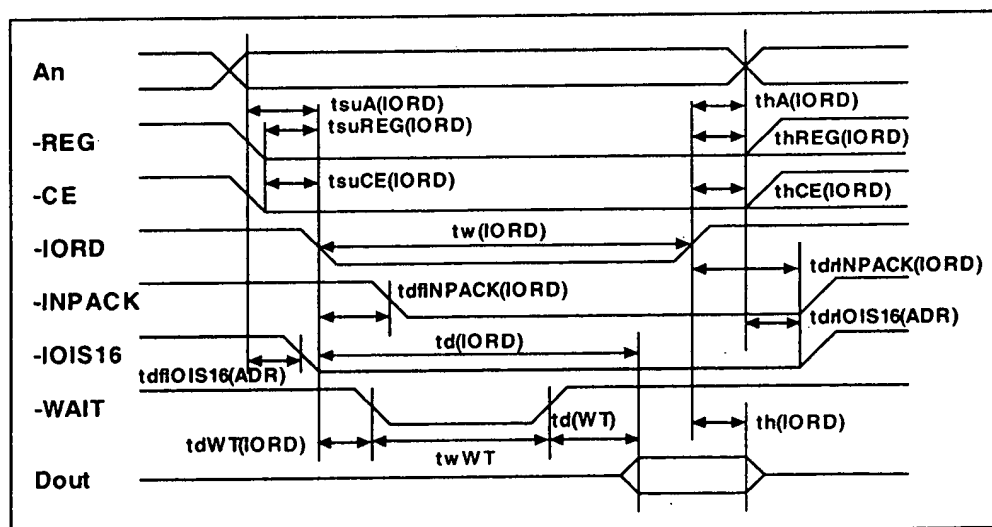 An
tsuA(IORD)
thA(IORD)
tsuREG(IORD)
-REG
thREG(IORD)
tsuCE(IORD)
-CE
thCE(IORD)
tw(IORD)
-IORD
tdrINPACK(IORD)
tdfINPACK(IORD)
-INPACK
tdrIOIS16(ADR)
td(IORD)
-IOIS16
tdfIOIS16(ADR)
-WAIT
td(WT)
th(IORD)
tdWT(IORD)
twWT
Dout